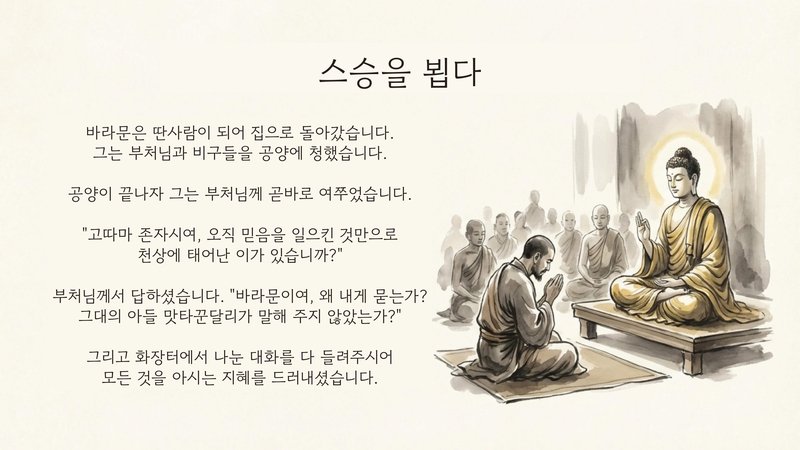 스승을 뵙다
바라문은 딴사람이 되어 집으로 돌아갔습니다.
그는 부처님과 비구들을 공양에 청했습니다.
공양이 끝나자 그는 부처님께 곧바로 여쭈었습니다.
"고따마 존자시여, 오직 믿음을 일으킨 것만으로
천상에 태어난 이가 있습니까?"
부처님께서 답하셨습니다. "바라문이여, 왜 내게 묻는가?
그대의 아들 맛타꾼달리가 말해 주지 않았는가?"
그리고 화장터에서 나눈 대화를 다 들려주시어
모든 것을 아시는 지혜를 드러내셨습니다.